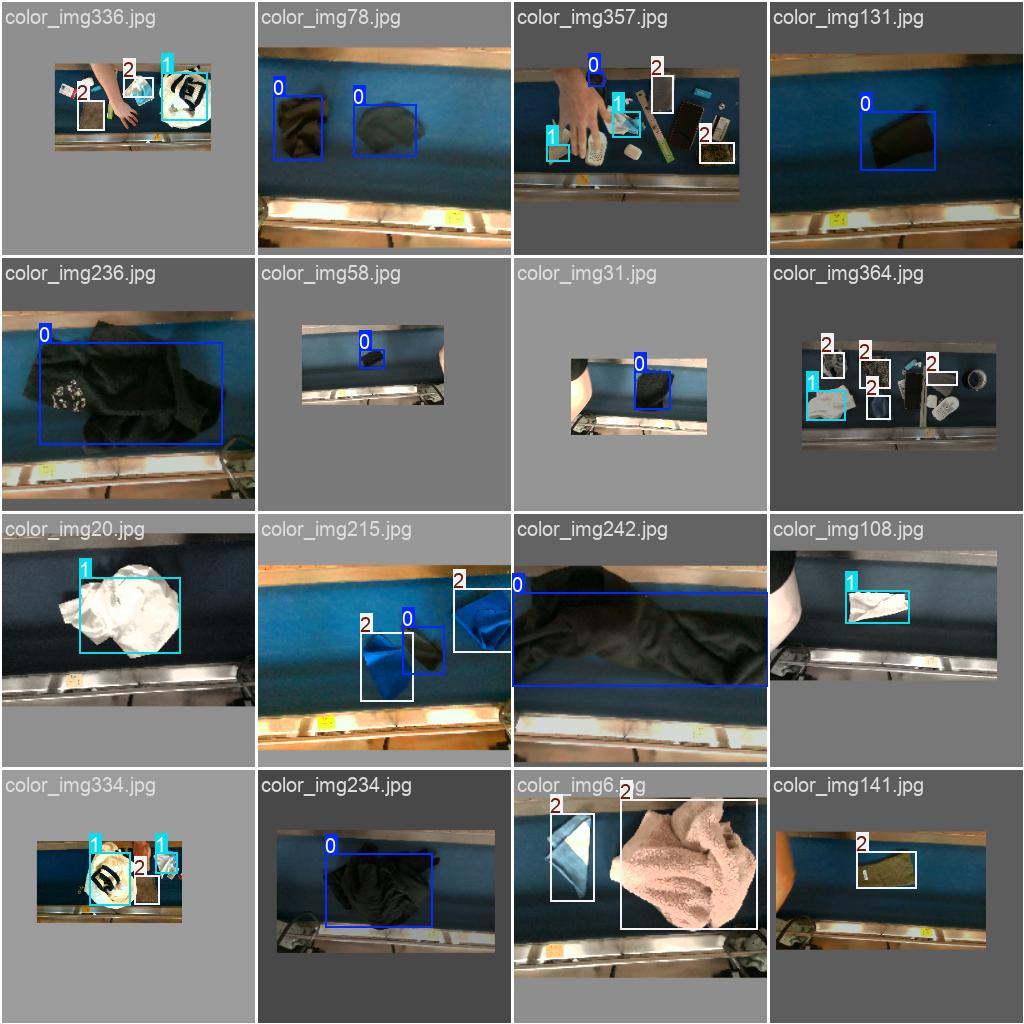 color_img336.jpg
2
2
1
color_img78.jpg
0
0
color_img357.jpg
0
2
1
1
2
color_img131.jpg
0
color_img236.jpg
0
color_img58.jpg
0
color_img31.jpg
0
color_img364.jpg
2
2
2
1
2
color_img20.jpg
1
color_img215.jpg
2
0
2
color_img242.jpg
0
color_img108.jpg
1
color_img334.jpg
1
1
2
color_img234.jpg
0
color_img6.jpg
2
2
color_img141.jpg
2